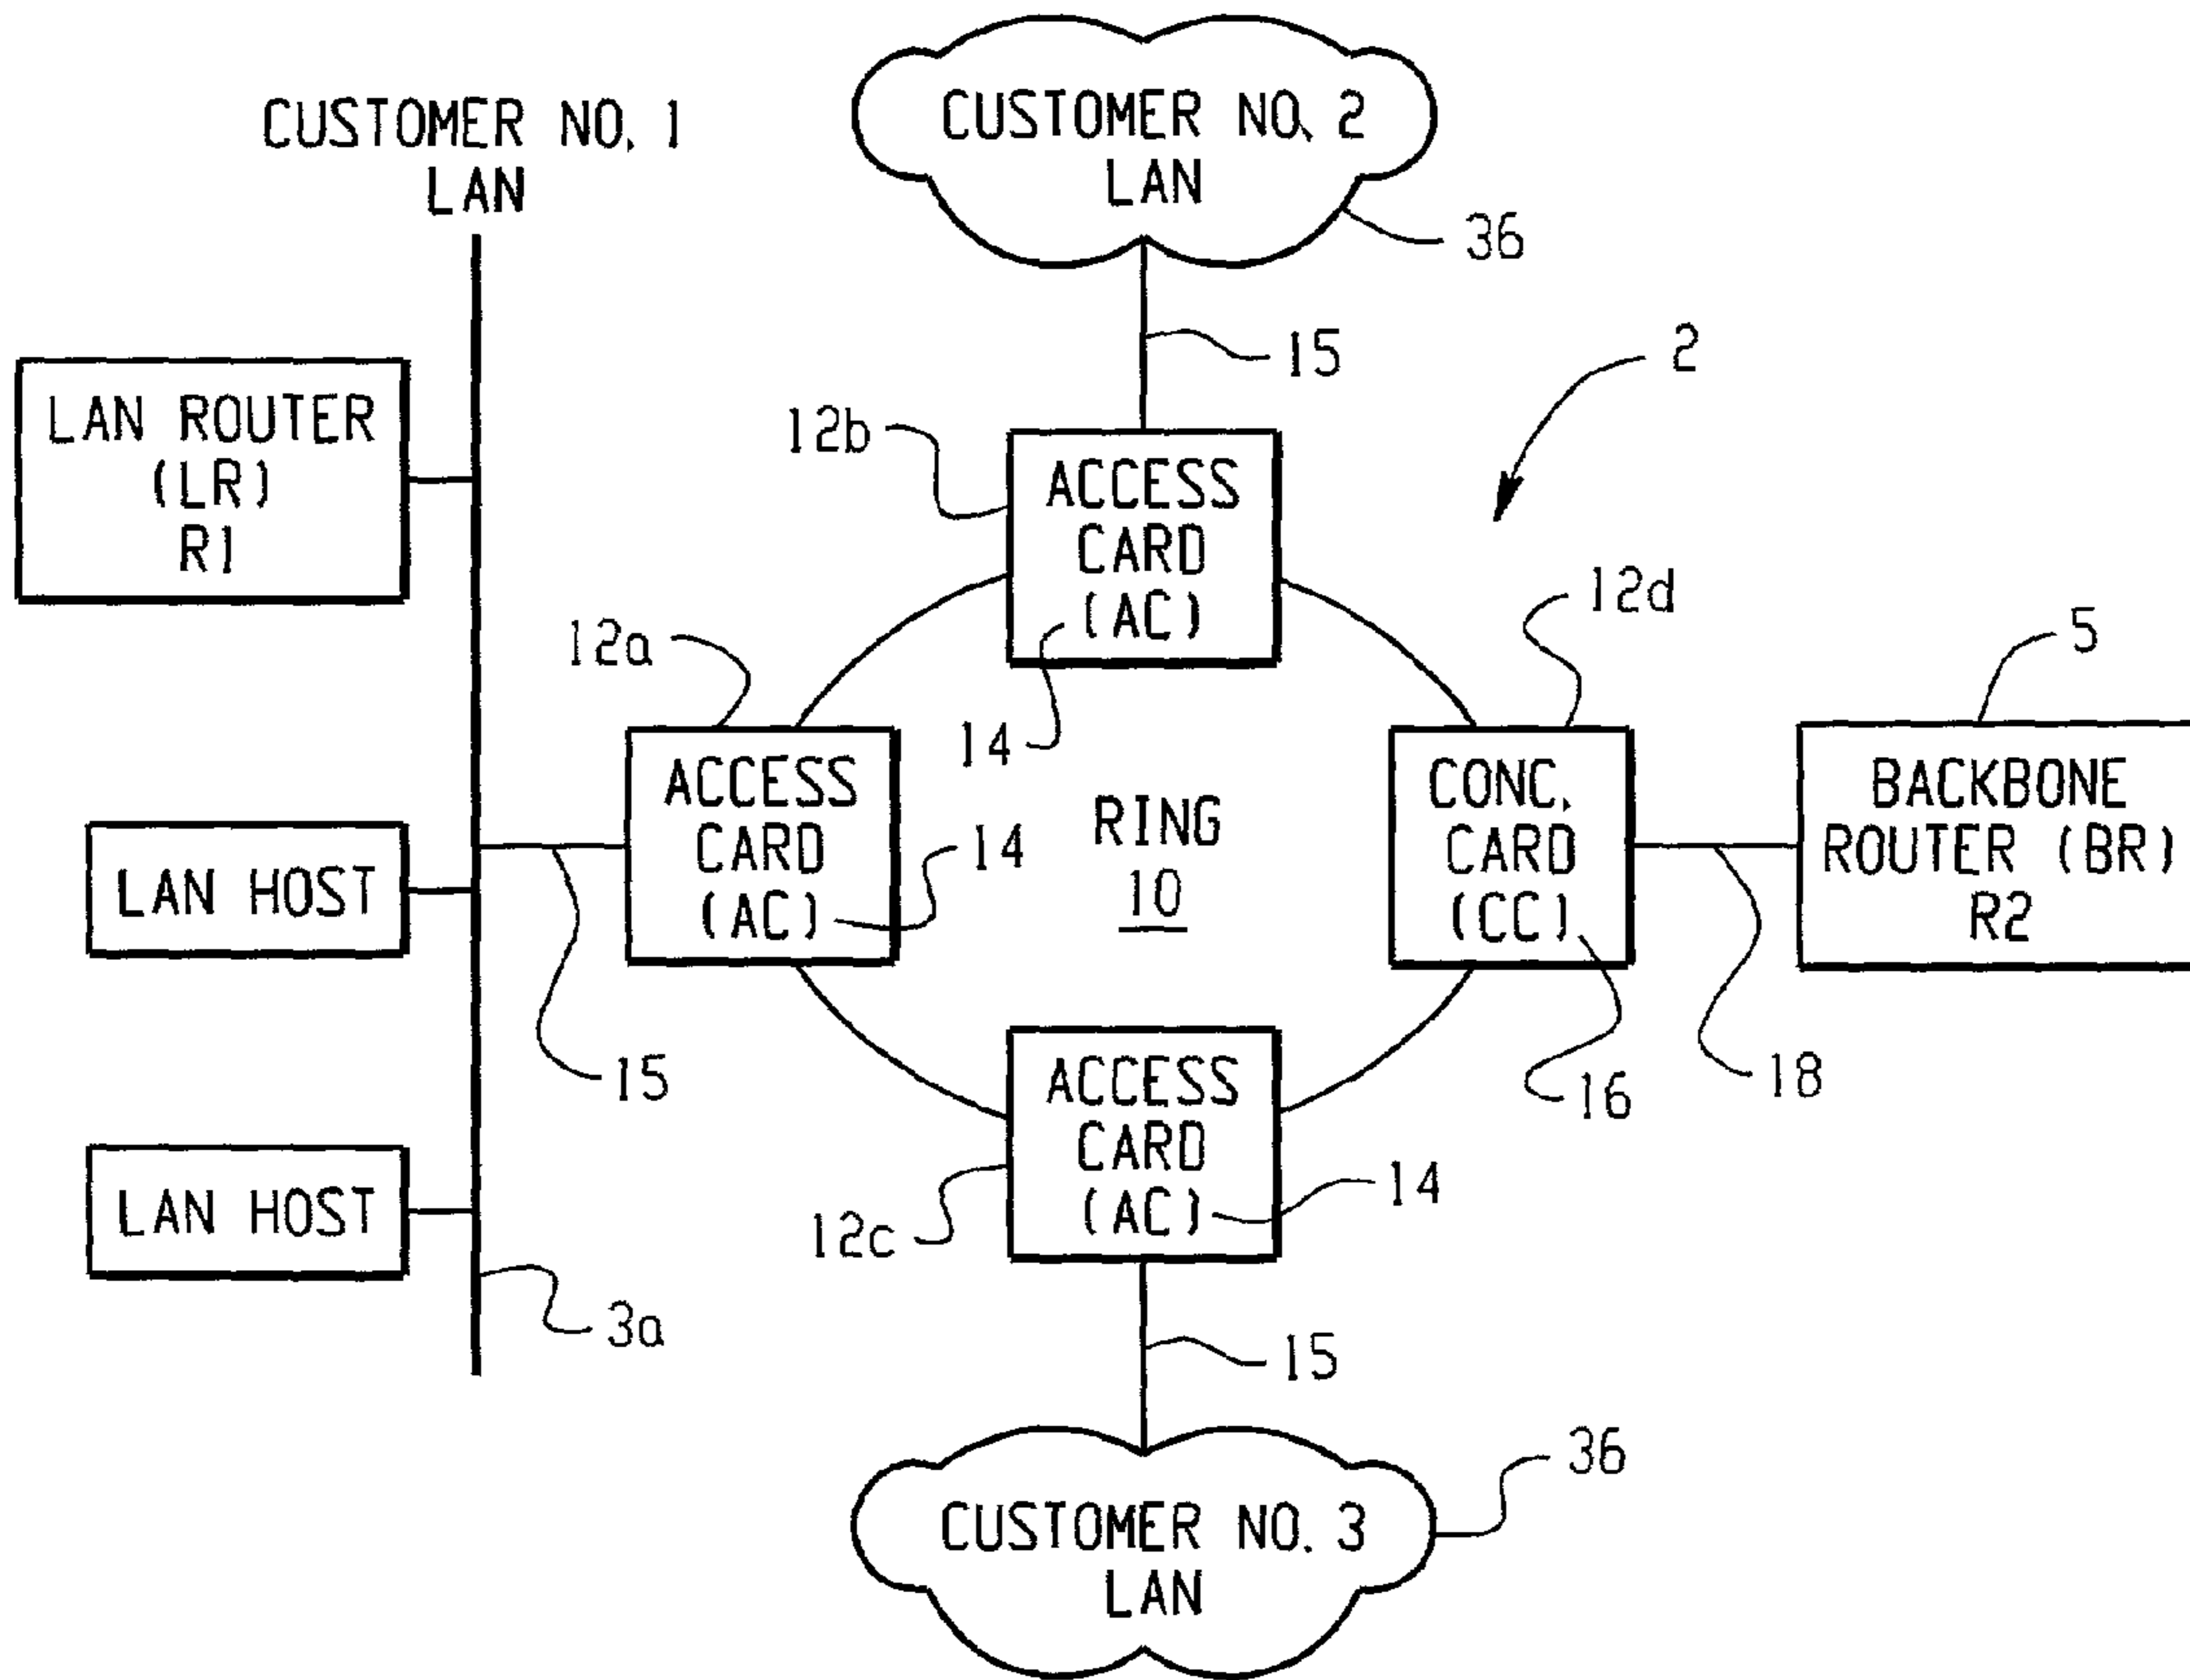 CUSTOMER NO. 1
LAN
CUSTOMER NO. 2
LAN
36
15
2
LAN ROUTER
(LR)
R1
12b
ACCESS
CARD
(AC)
14
12a
12d
5
ACCESS
CARD
(AC)
14
RING
10
CONC.
CARD
(CC)
BACKBONE
ROUTER (BR)
R2
LAN HOST
15
16
18
ACCESS
CARD
(AC)
14
12c
LAN HOST
3a
15
36
CUSTOMER NO. 3
LAN